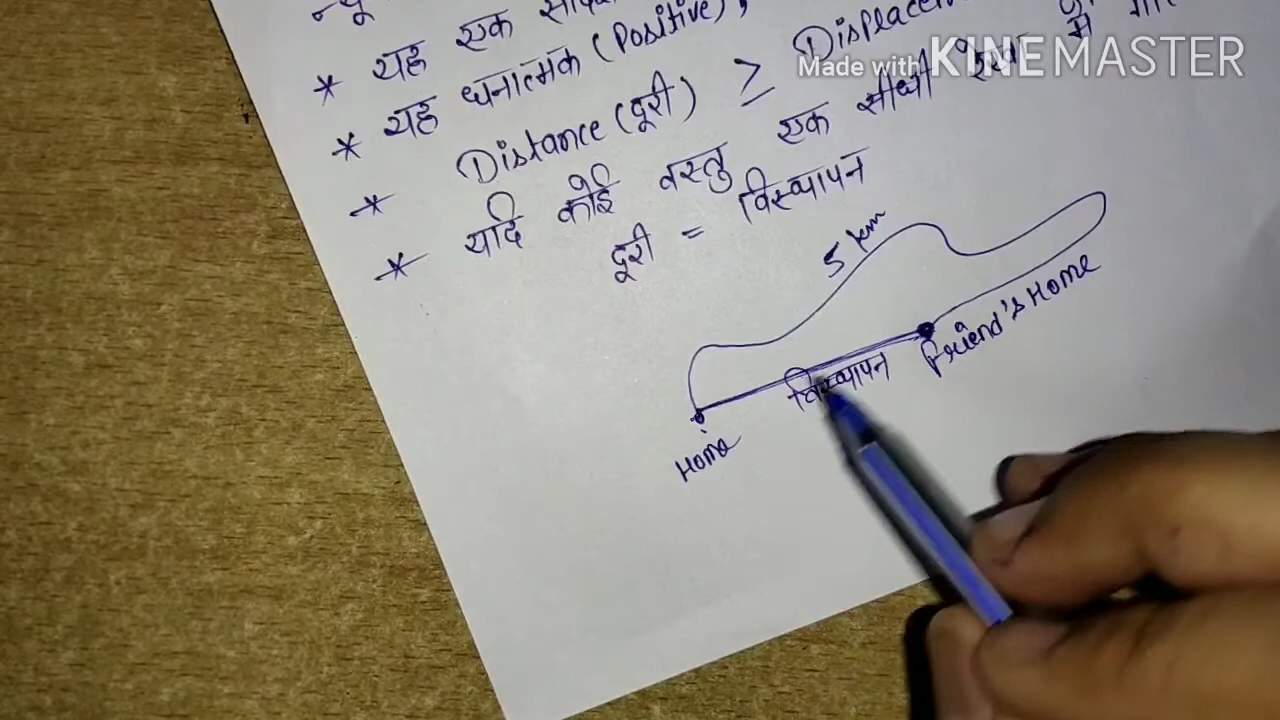 न्यू
* यह एक
* यह धनात्मक (Positive),
* Distance (दूरी) ≥
* यदि कोई वस्तु एक सीधी रेखा में
दूरी = विस्थापन
5 km
विस्थापन
Friend's Home
Home
Made with KINEMASTER